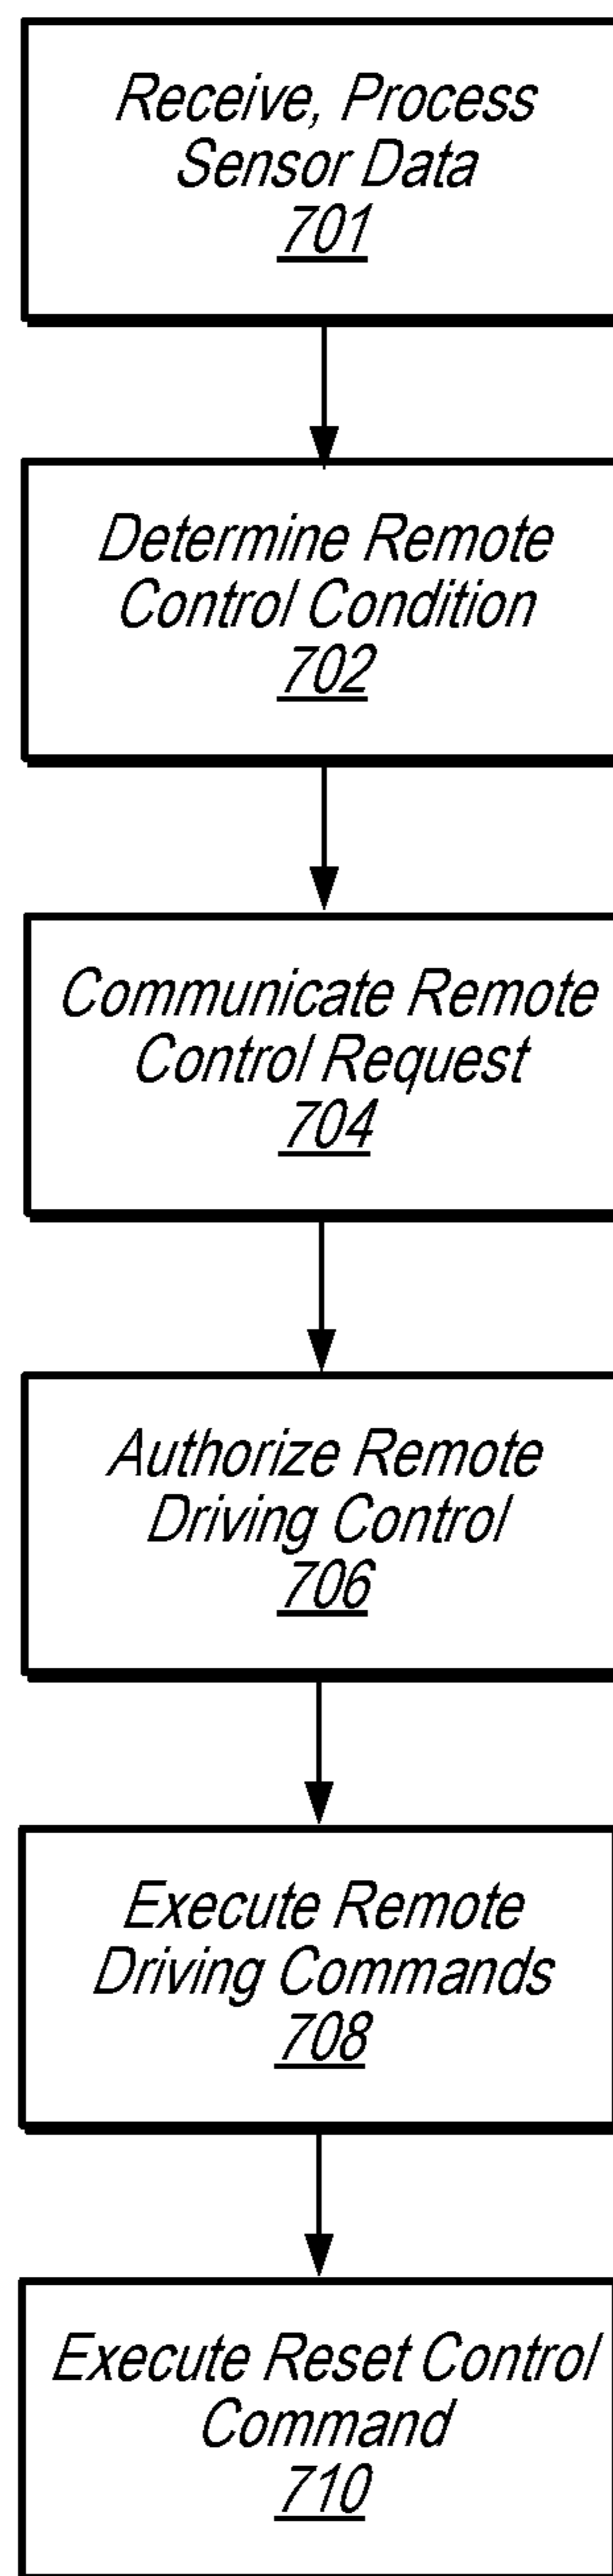 Receive, Process
Sensor Data
701
Determine Remote
Control Condition
702
Communicate Remote
Control Request
704
Authorize Remote
Driving Control
706
Execute Remote
Driving Commands
708
Execute Reset Control
Command
710